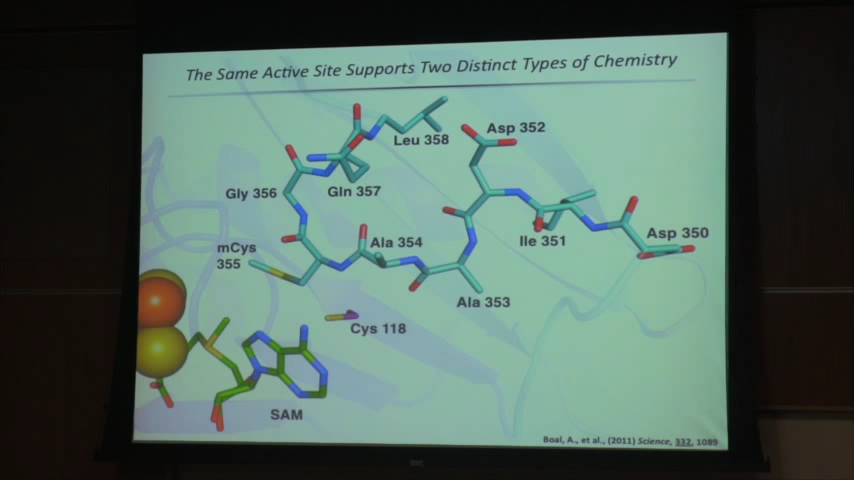 The Same Active Site Supports Two Distinct Types of Chemistry
Asp 352
Leu 358
Gly 356
Gln 357
Asp 350
mCys
355
Ala 354
Ile 351
Ala 353
Cys 118
SAM
Boal, A., et al., (2011) Science, 332, 1089